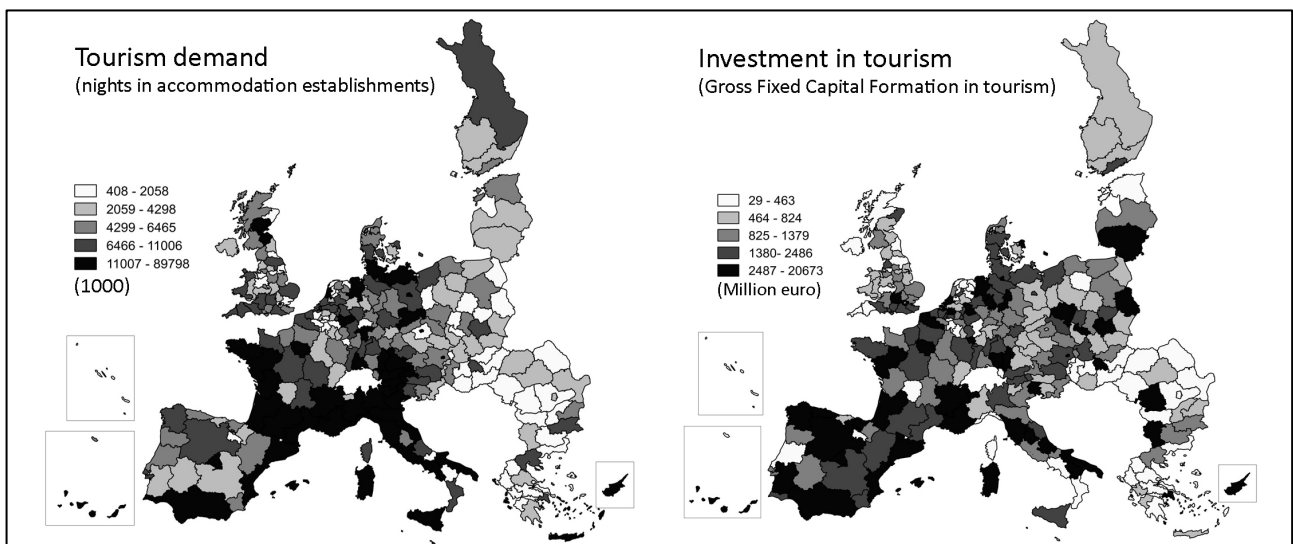 Tourism demand
(nights in accommodation establishments)
408 - 2058
2059 - 4298
4299 - 6465
6466 - 11006
11007 - 89798
(1000)
Investment in tourism
(Gross Fixed Capital Formation in tourism)
29 - 463
464 - 824
825 - 1379
1380- 2486
2487 - 20673
(Million euro)